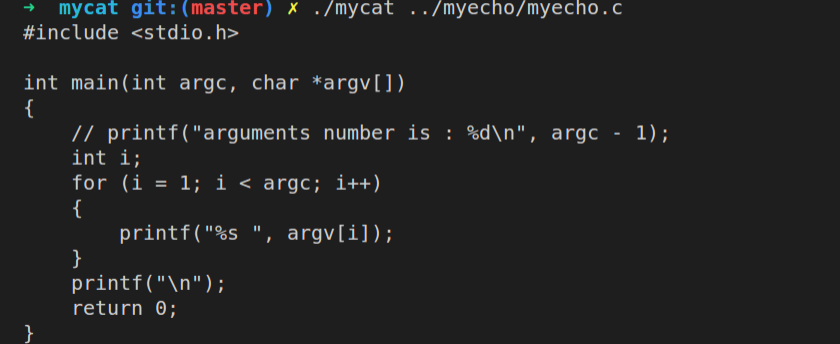 ➜  mycat git:(master) ✗ ./mycat ../myecho/myecho.c
#include <stdio.h>

int main(int argc, char *argv[])
{
    // printf("arguments number is : %d\n", argc - 1);
    int i;
    for (i = 1; i < argc; i++)
    {
        printf("%s ", argv[i]);
    }
    printf("\n");
    return 0;
}